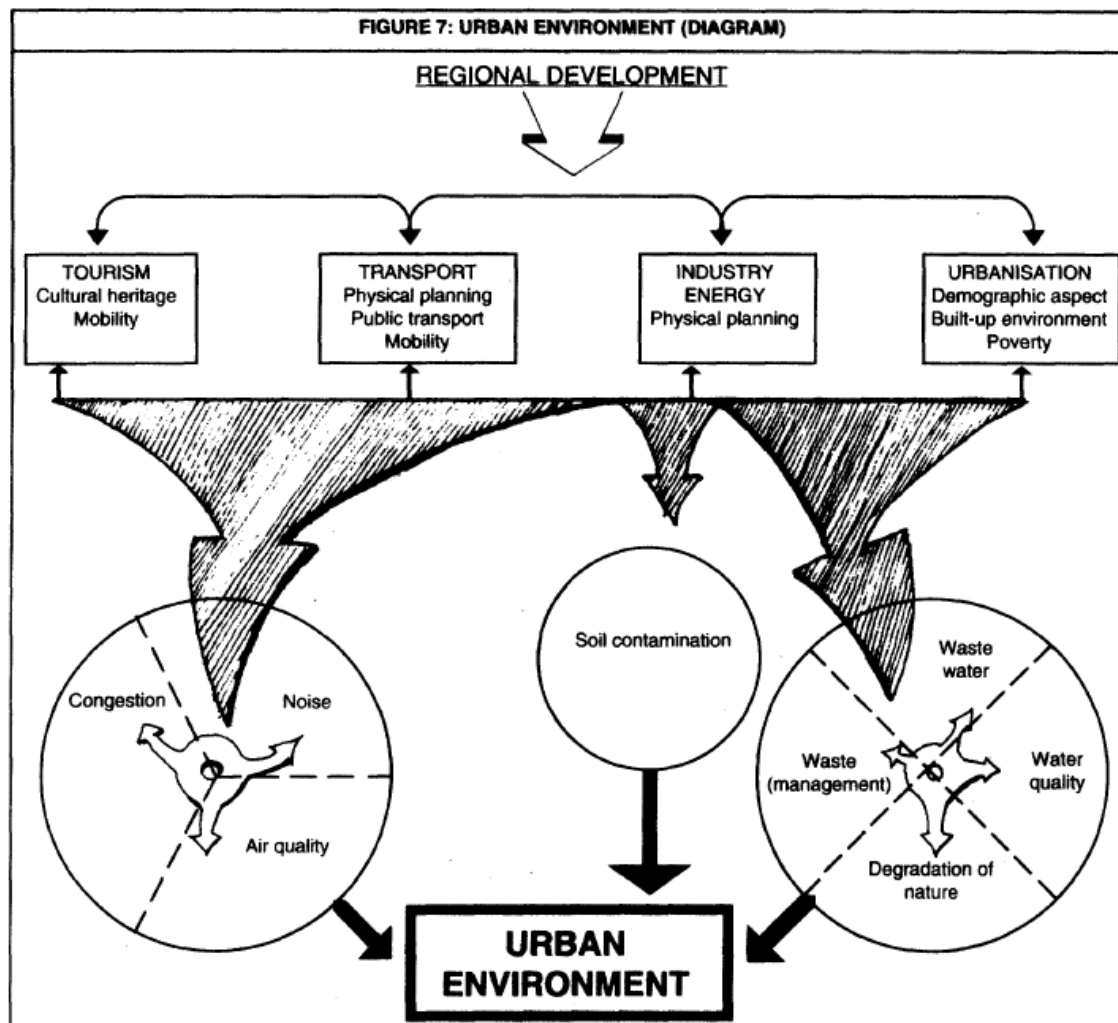 FIGURE 7: URBAN ENVIRONMENT (DIAGRAM)
REGIONAL DEVELOPMENT
TOURISM
Cultural heritage
Mobility
TRANSPORT
Physical planning
Public transport
Mobility
INDUSTRY
ENERGY
Physical planning
URBANISATION
Demographic aspect
Built-up environment
Poverty
Congestion
Noise
Air quality
Soil contamination
Waste
water
Waste
(management)
Water
quality
Degradation of
nature
URBAN
ENVIRONMENT